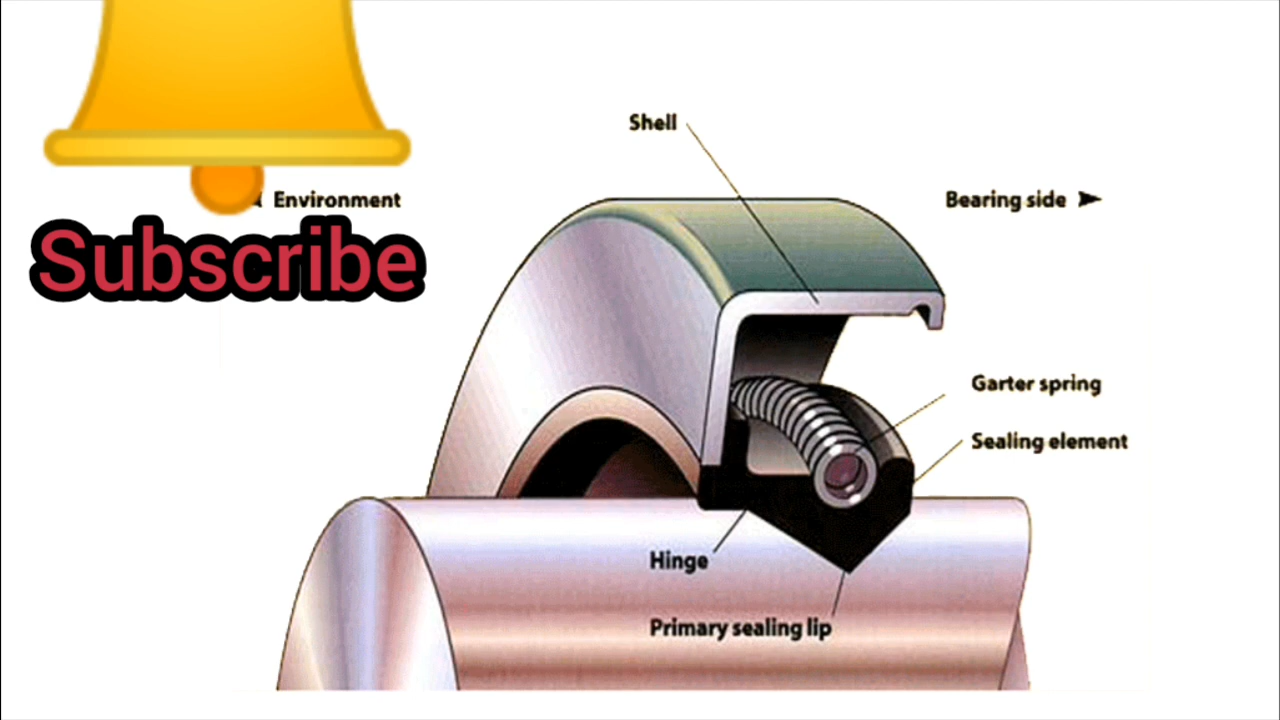 Shell
Environment
Bearing side
Subscribe
Garter spring
Sealing element
Hinge
Primary sealing lip